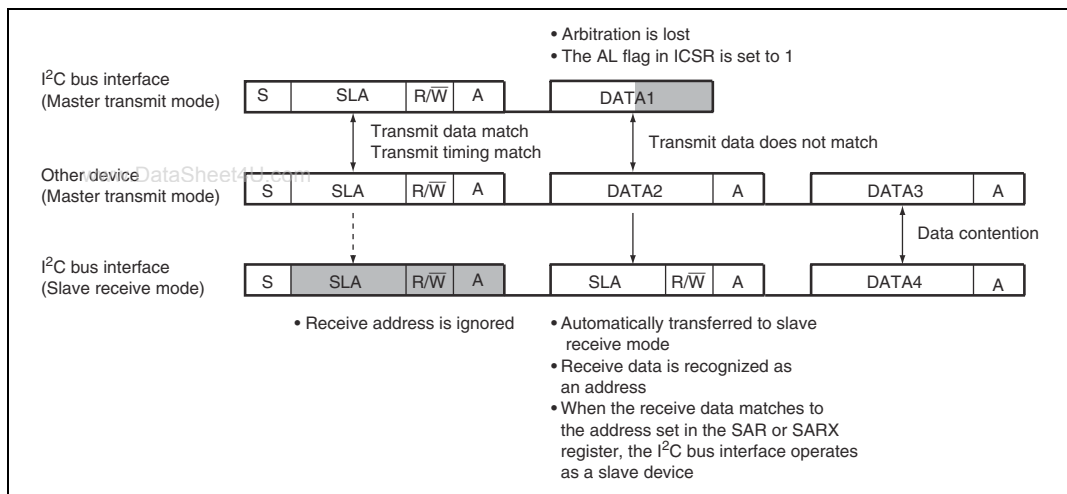 • Arbitration is lost
• The AL flag in ICSR is set to 1
I²C bus interface
(Master transmit mode)
S SLA R/W̅ A DATA1
Transmit data match
Transmit timing match
Transmit data does not match
www.DataSheet4U.com
Other device
(Master transmit mode)
S SLA R/W̅ A DATA2 A DATA3 A
Data contention
I²C bus interface
(Slave receive mode)
S SLA R/W̅ A SLA R/W̅ A DATA4 A
• Receive address is ignored
• Automatically transferred to slave
receive mode
• Receive data is recognized as
an address
• When the receive data matches to
the address set in the SAR or SARX
register, the I²C bus interface operates
as a slave device